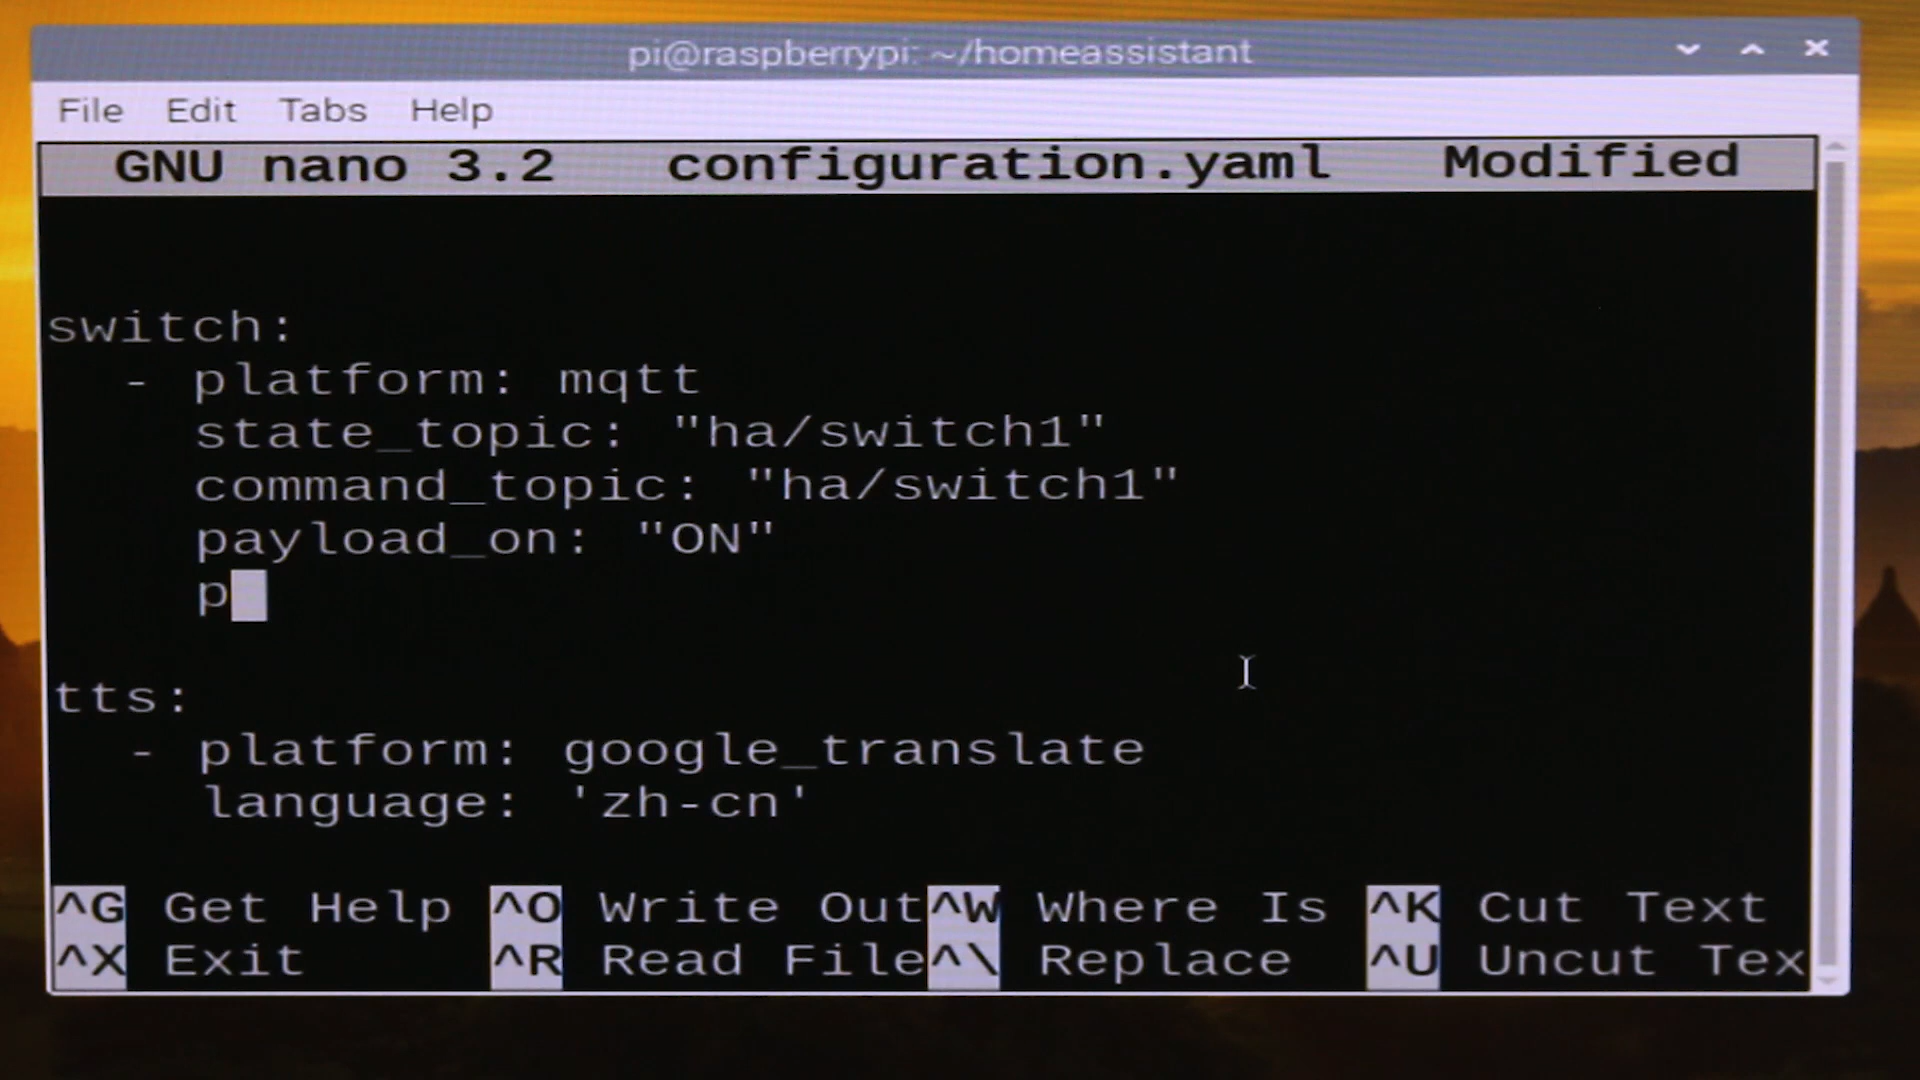 pi@raspberrypi: ~/homeassistant
File Edit Tabs Help
GNU nano 3.2 configuration.yaml Modified
switch:
  - platform: mqtt
    state_topic: "ha/switch1"
    command_topic: "ha/switch1"
    payload_on: "ON"
    p
tts:
  - platform: google_translate
    language: 'zh-cn'
^G Get Help ^O Write Out ^W Where Is ^K Cut Text
^X Exit ^R Read File ^\ Replace ^U Uncut Tex